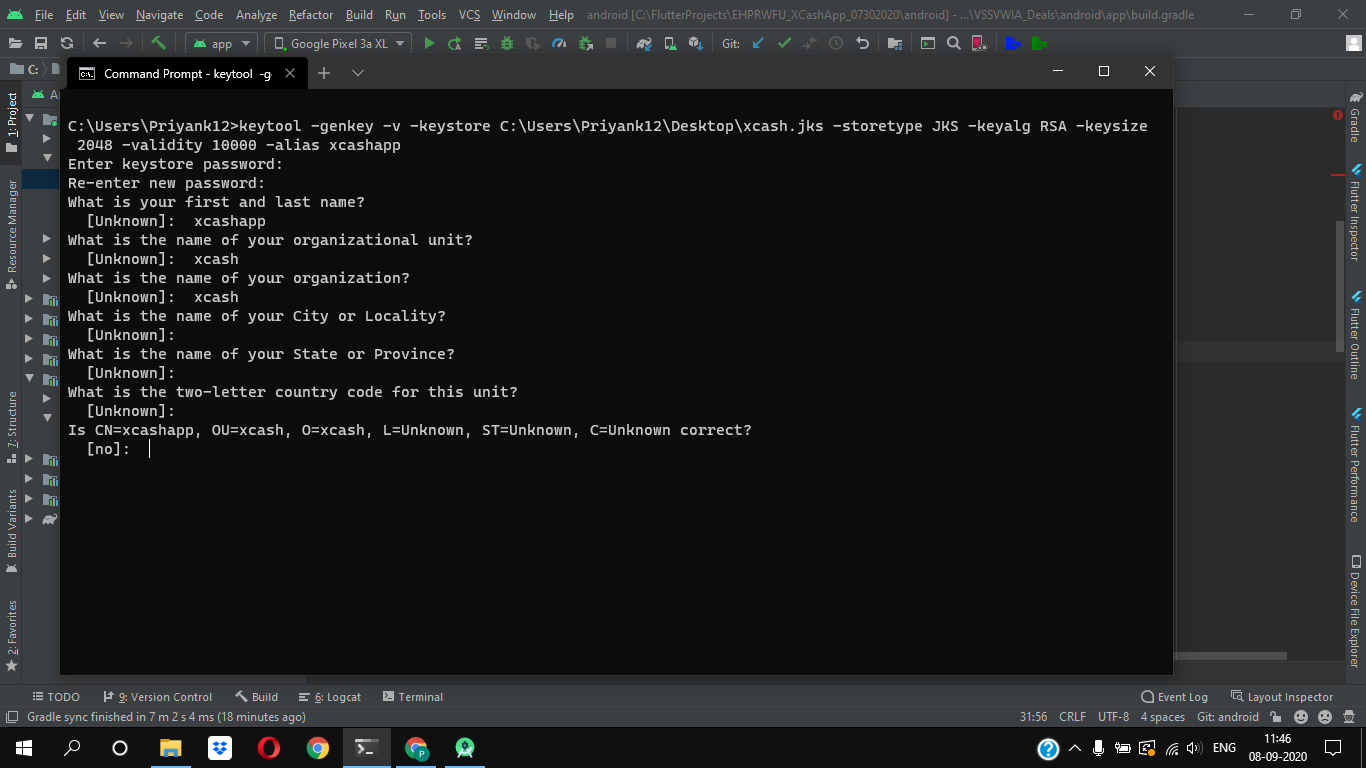 File Edit View Navigate Code Analyze Refactor Build Run Tools VCS Window Help android [C:\FlutterProjects\EHPRWFU_XCashApp_07302020\android] - ...\VSSVWIA_Deals\android\app\build.gradle
app Google Pixel 3a XL Git:
C:
Command Prompt - keytool -g
C:\Users\Priyank12>keytool -genkey -v -keystore C:\Users\Priyank12\Desktop\xcash.jks -storetype JKS -keyalg RSA -keysize
2048 -validity 10000 -alias xcashapp
Enter keystore password:
Re-enter new password:
What is your first and last name?
[Unknown]: xcashapp
What is the name of your organizational unit?
[Unknown]: xcash
What is the name of your organization?
[Unknown]: xcash
What is the name of your City or Locality?
[Unknown]:
What is the name of your State or Province?
[Unknown]:
What is the two-letter country code for this unit?
[Unknown]:
Is CN=xcashapp, OU=xcash, O=xcash, L=Unknown, ST=Unknown, C=Unknown correct?
[no]:
1: Project
Resource Manager
7: Structure
Build Variants
2: Favorites
Gradle
Flutter Inspector
Flutter Outline
Flutter Performance
Device File Explorer
TODO 9: Version Control Build 6: Logcat Terminal Event Log Layout Inspector
Gradle sync finished in 7 m 2 s 4 ms (18 minutes ago) 31:56 CRLF UTF-8 4 spaces Git: android
ENG 11:46
08-09-2020